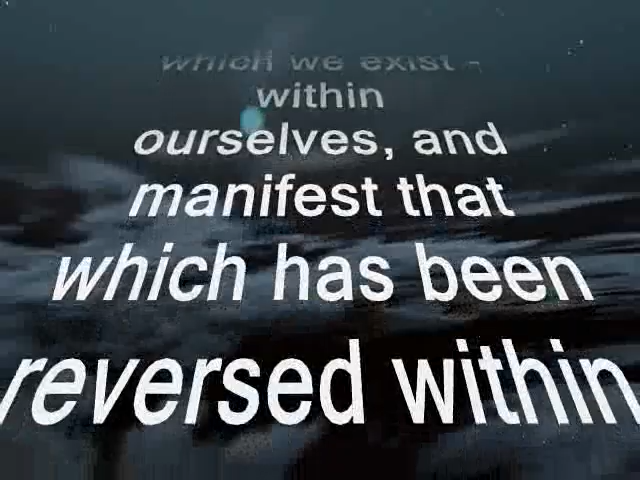 which we exist -
within
ourselves, and
manifest that
which has been
reversed within